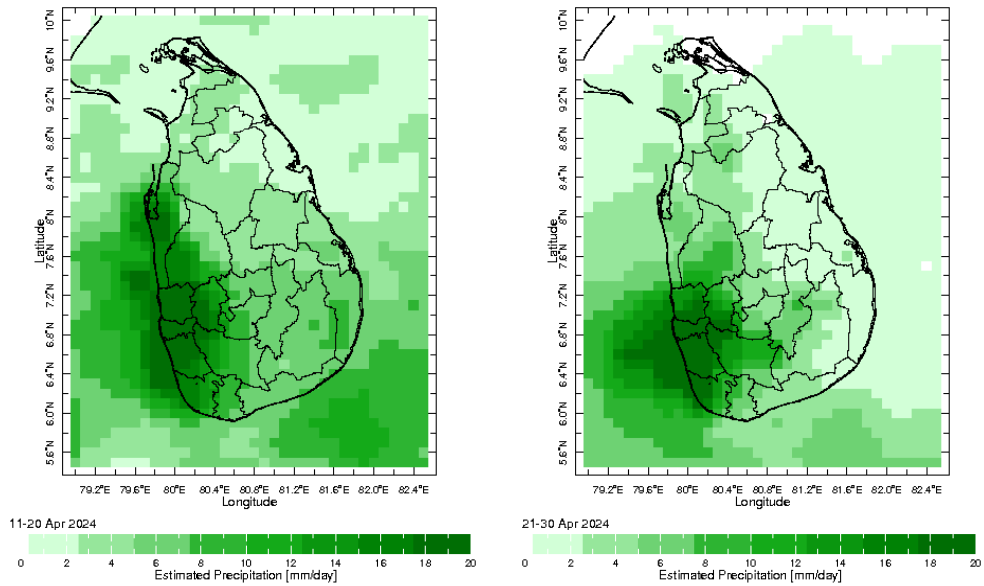 10°N
9.6°N
9.2°N
8.8°N
8.4°N
8°N
7.6°N
7.2°N
6.8°N
6.4°N
6.0°N
5.6°N
Latitude
79.2°E 79.6°E 80°E 80.4°E 80.8°E 81.2°E 81.6°E 82.0°E 82.4°E
Longitude
11-20 Apr 2024
0 2 4 6 8 10 12 14 16 18 20
Estimated Precipitation [mm/day]
10°N
9.6°N
9.2°N
8.8°N
8.4°N
8°N
7.6°N
7.2°N
6.8°N
6.4°N
6.0°N
5.6°N
Latitude
79.2°E 79.6°E 80°E 80.4°E 80.8°E 81.2°E 81.6°E 82.0°E 82.4°E
Longitude
21-30 Apr 2024
0 2 4 6 8 10 12 14 16 18 20
Estimated Precipitation [mm/day]